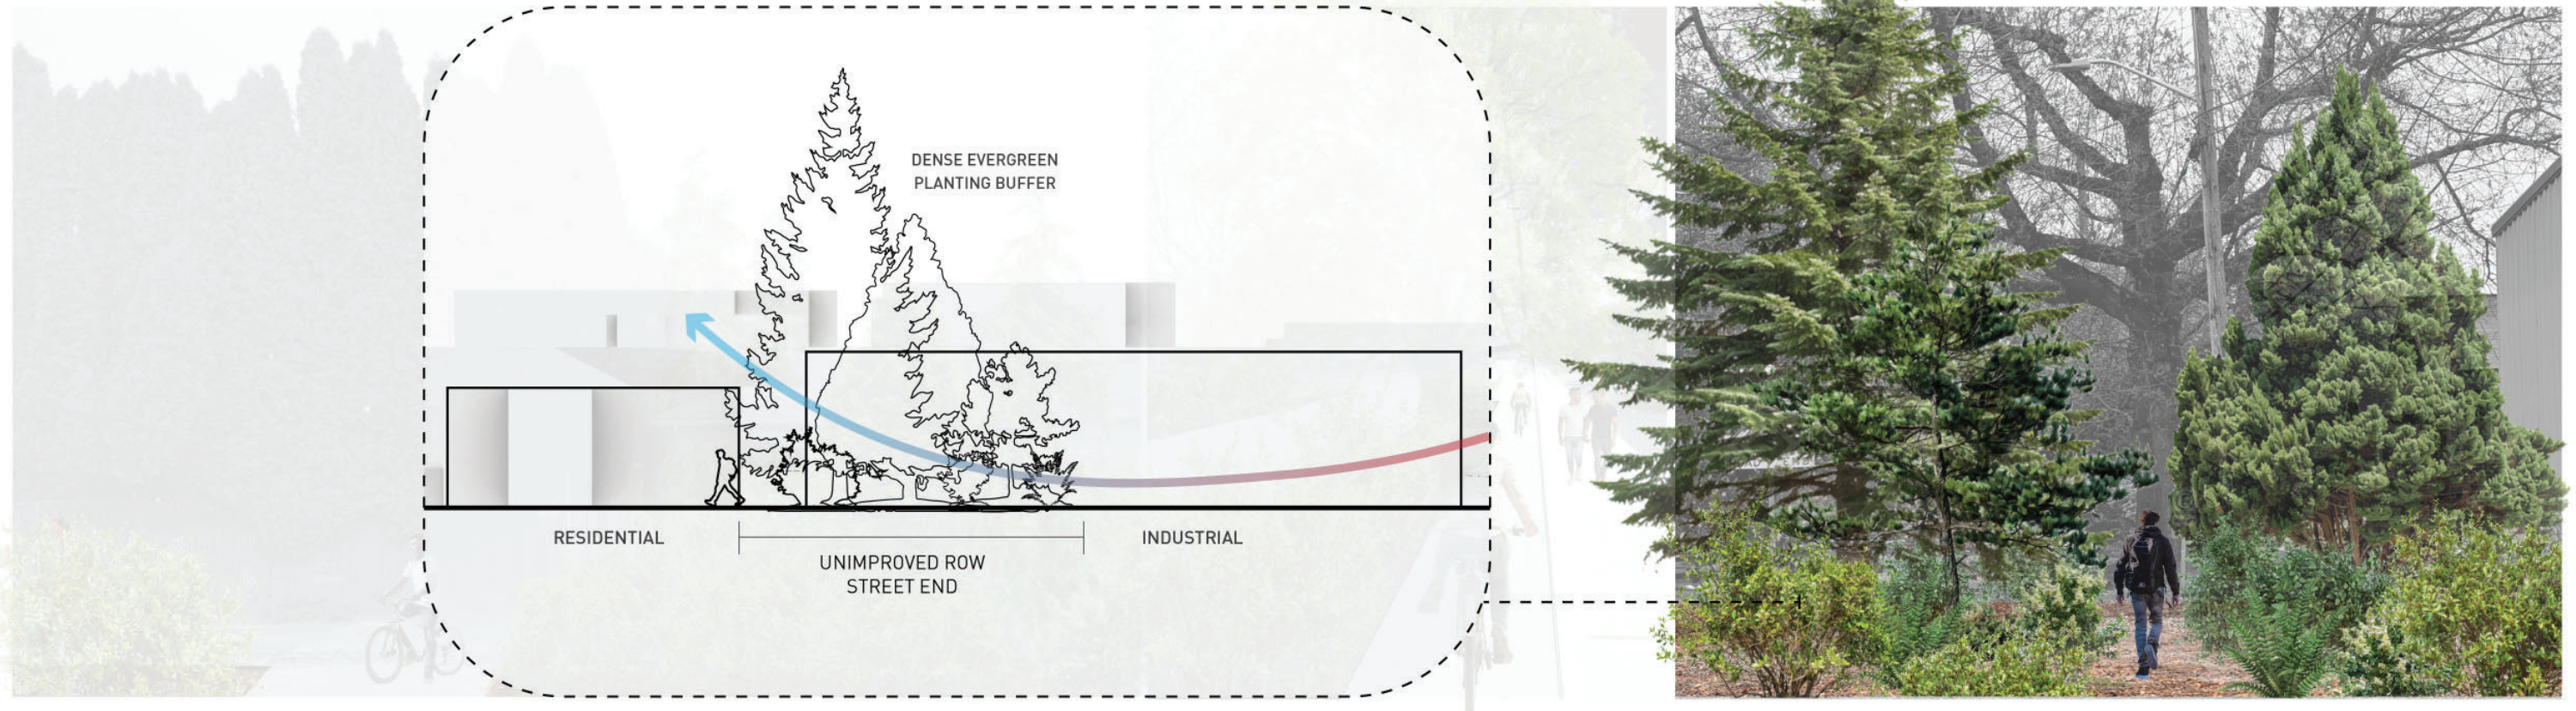 DENSE EVERGREEN
PLANTING BUFFER
RESIDENTIAL
INDUSTRIAL
UNIMPROVED ROW
STREET END